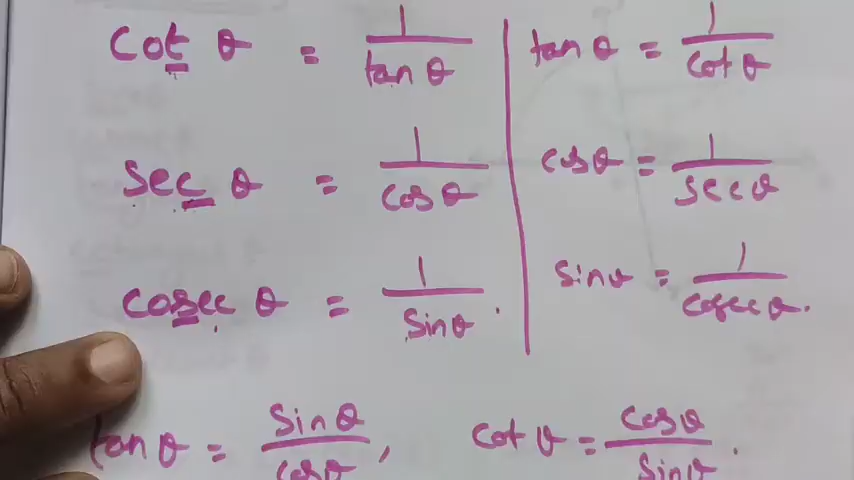 cot θ = 1/tan θ | tan θ = 1/cot θ
sec θ = 1/cos θ | cos θ = 1/sec θ
cosec θ = 1/sin θ. | sin θ = 1/cosec θ.
tan θ = sin θ/cos θ, cot θ = cos θ/sin θ.